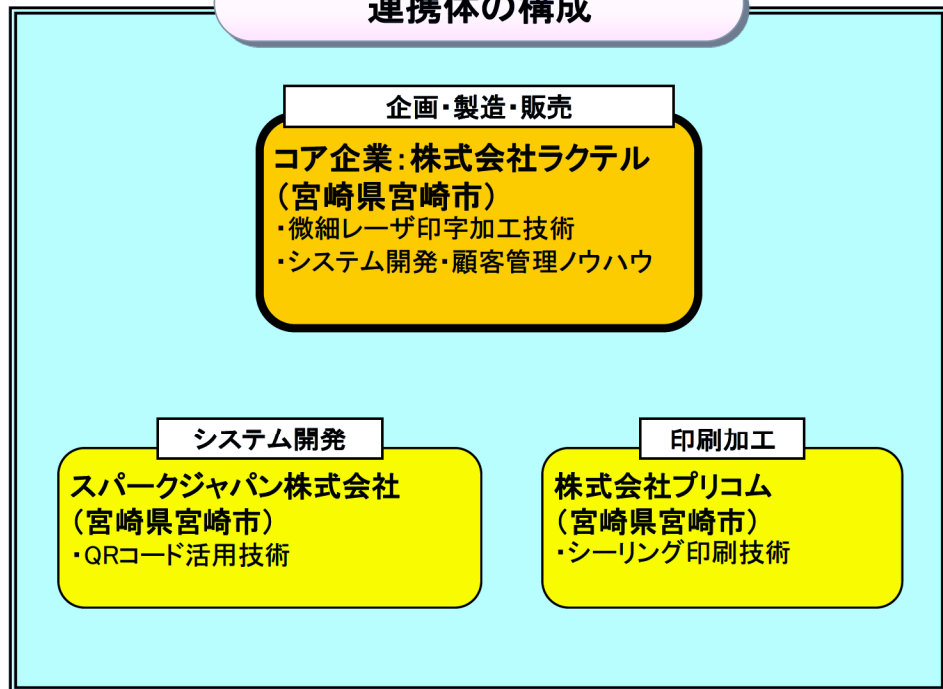 連携体の構成
企画・製造・販売
コア企業：株式会社ラクテル
（宮崎県宮崎市）
・微細レーザ印字加工技術
・システム開発・顧客管理ノウハウ
システム開発
スパークジャパン株式会社
（宮崎県宮崎市）
・QRコード活用技術
印刷加工
株式会社プリコム
（宮崎県宮崎市）
・シーリング印刷技術